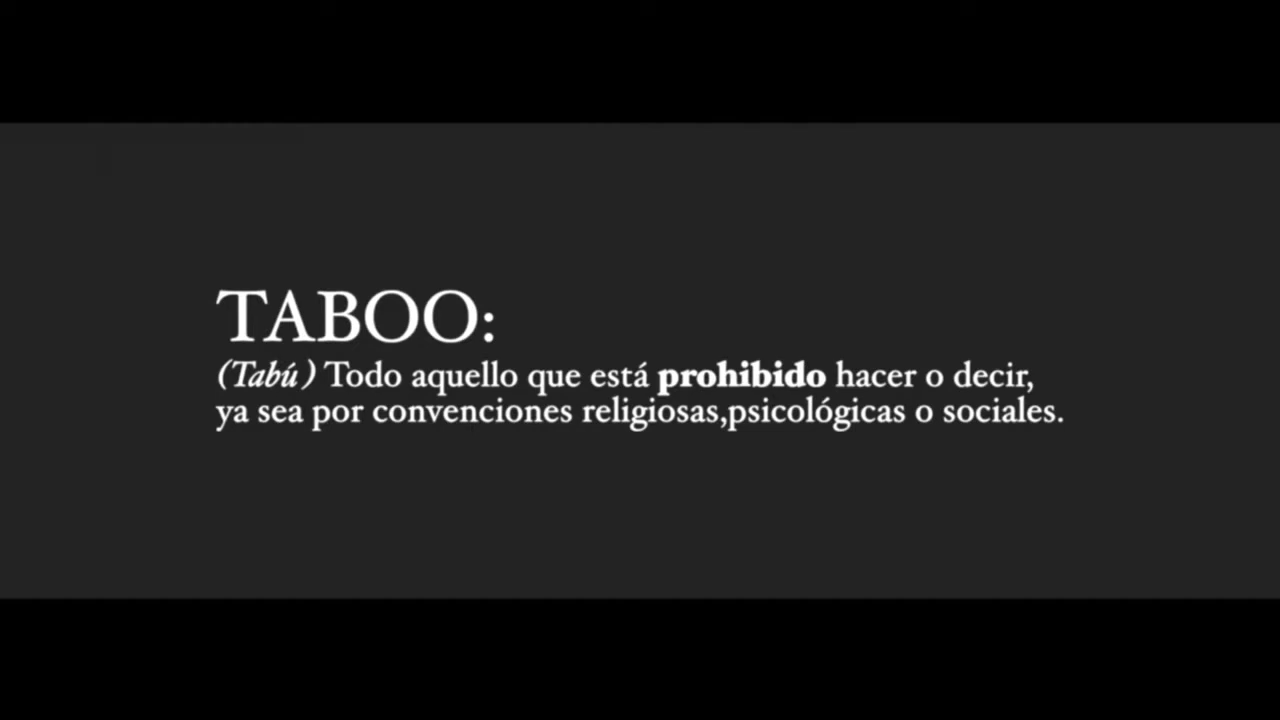 TABOO:
(Tabú) Todo aquello que está prohibido hacer o decir,
ya sea por convenciones religiosas,psicológicas o sociales.